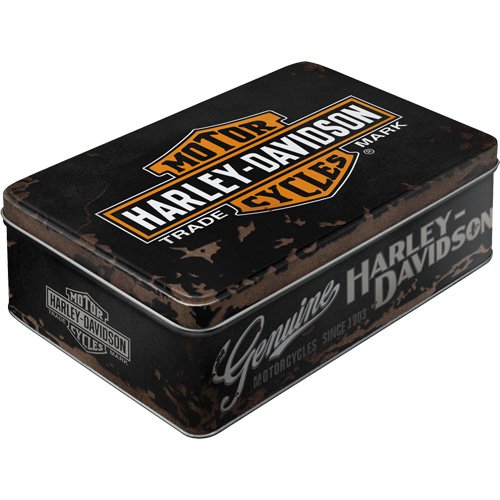 MOTOR
HARLEY-DAVIDSON
CYCLES
TRADE MARK ®
MOTOR
HARLEY-DAVIDSON
CYCLES
TRADE MARK
Genuine HARLEY-DAVIDSON
MOTORCYCLES SINCE 1903